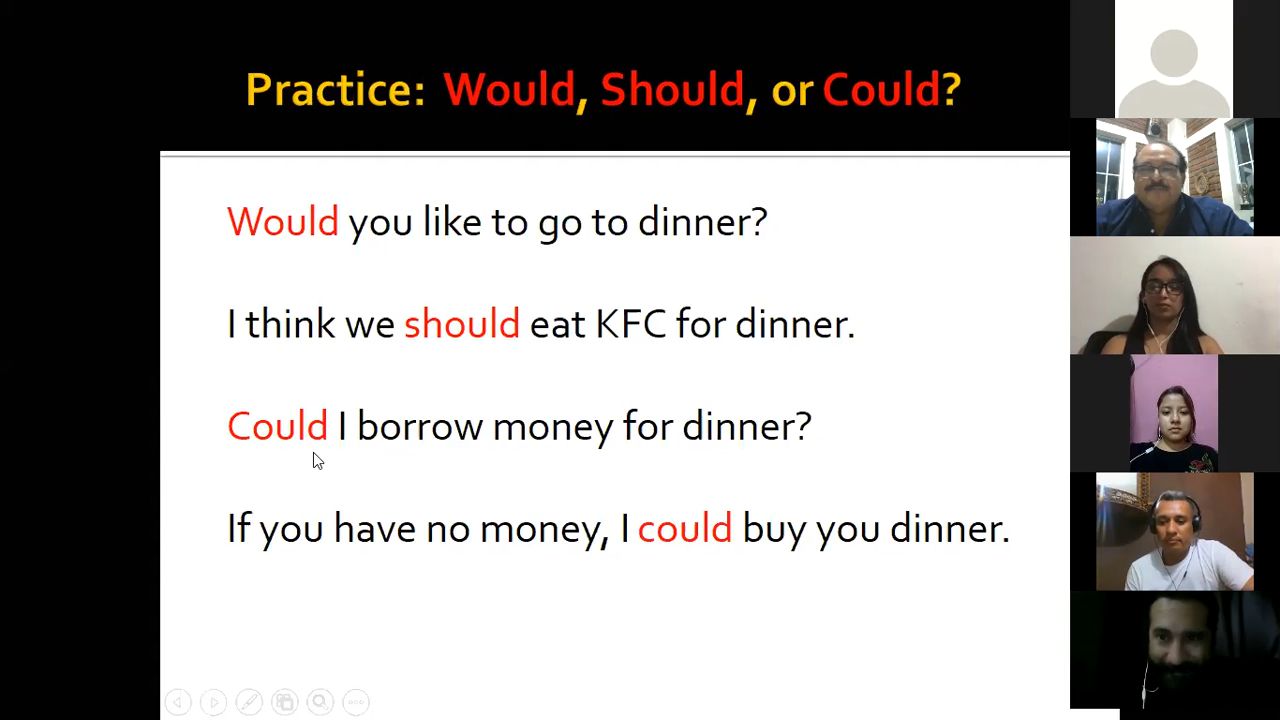 Practice: Would, Should, or Could?
Would you like to go to dinner?
I think we should eat KFC for dinner.
Could I borrow money for dinner?
If you have no money, I could buy you dinner.